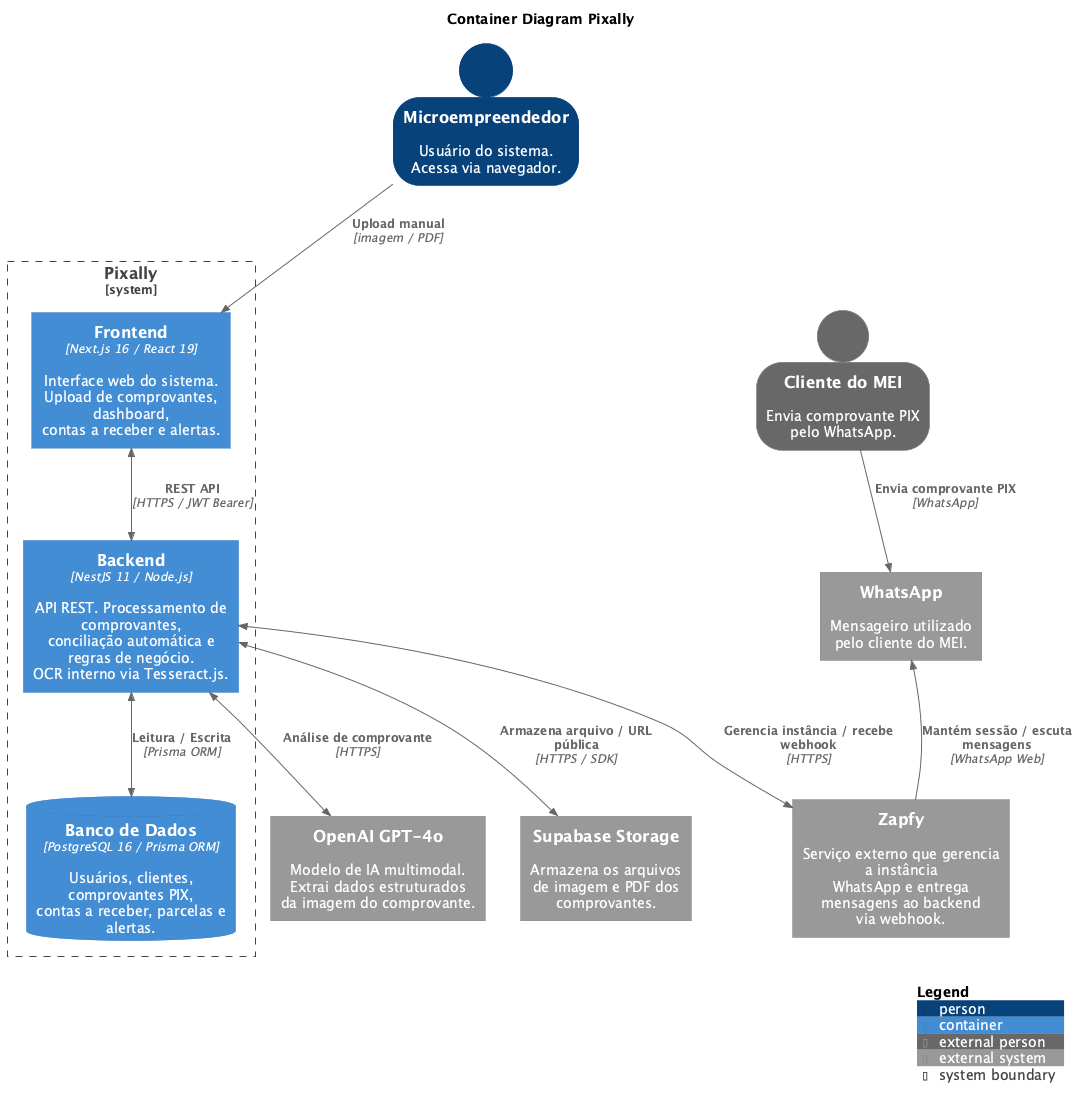 Container Diagram Pixally
Microempreendedor
Usuário do sistema.
Acessa via navegador.
Upload manual
[imagem / PDF]
Pixally
[system]
Frontend
[Next.js 16 / React 19]
Interface web do sistema.
Upload de comprovantes,
dashboard,
contas a receber e alertas.
Cliente do MEI
Envia comprovante PIX
pelo WhatsApp.
REST API
[HTTPS / JWT Bearer]
Envia comprovante PIX
[WhatsApp]
Backend
[NestJS 11 / Node.js]
API REST. Processamento de
comprovantes,
conciliação automática e
regras de negócio.
OCR interno via Tesseract.js.
WhatsApp
Mensageiro utilizado
pelo cliente do MEI.
Leitura / Escrita
[Prisma ORM]
Análise de comprovante
[HTTPS]
Armazena arquivo / URL
pública
[HTTPS / SDK]
Gerencia instância / recebe
webhook
[HTTPS]
Mantém sessão / escuta
mensagens
[WhatsApp Web]
Banco de Dados
[PostgreSQL 16 / Prisma ORM]
Usuários, clientes,
comprovantes PIX,
contas a receber, parcelas e
alertas.
OpenAI GPT-4o
Modelo de IA multimodal.
Extrai dados estruturados
da imagem do comprovante.
Supabase Storage
Armazena os arquivos
de imagem e PDF dos
comprovantes.
Zapfy
Serviço externo que gerencia
a instância
WhatsApp e entrega
mensagens ao backend
via webhook.
Legend
person
container
external person
external system
system boundary